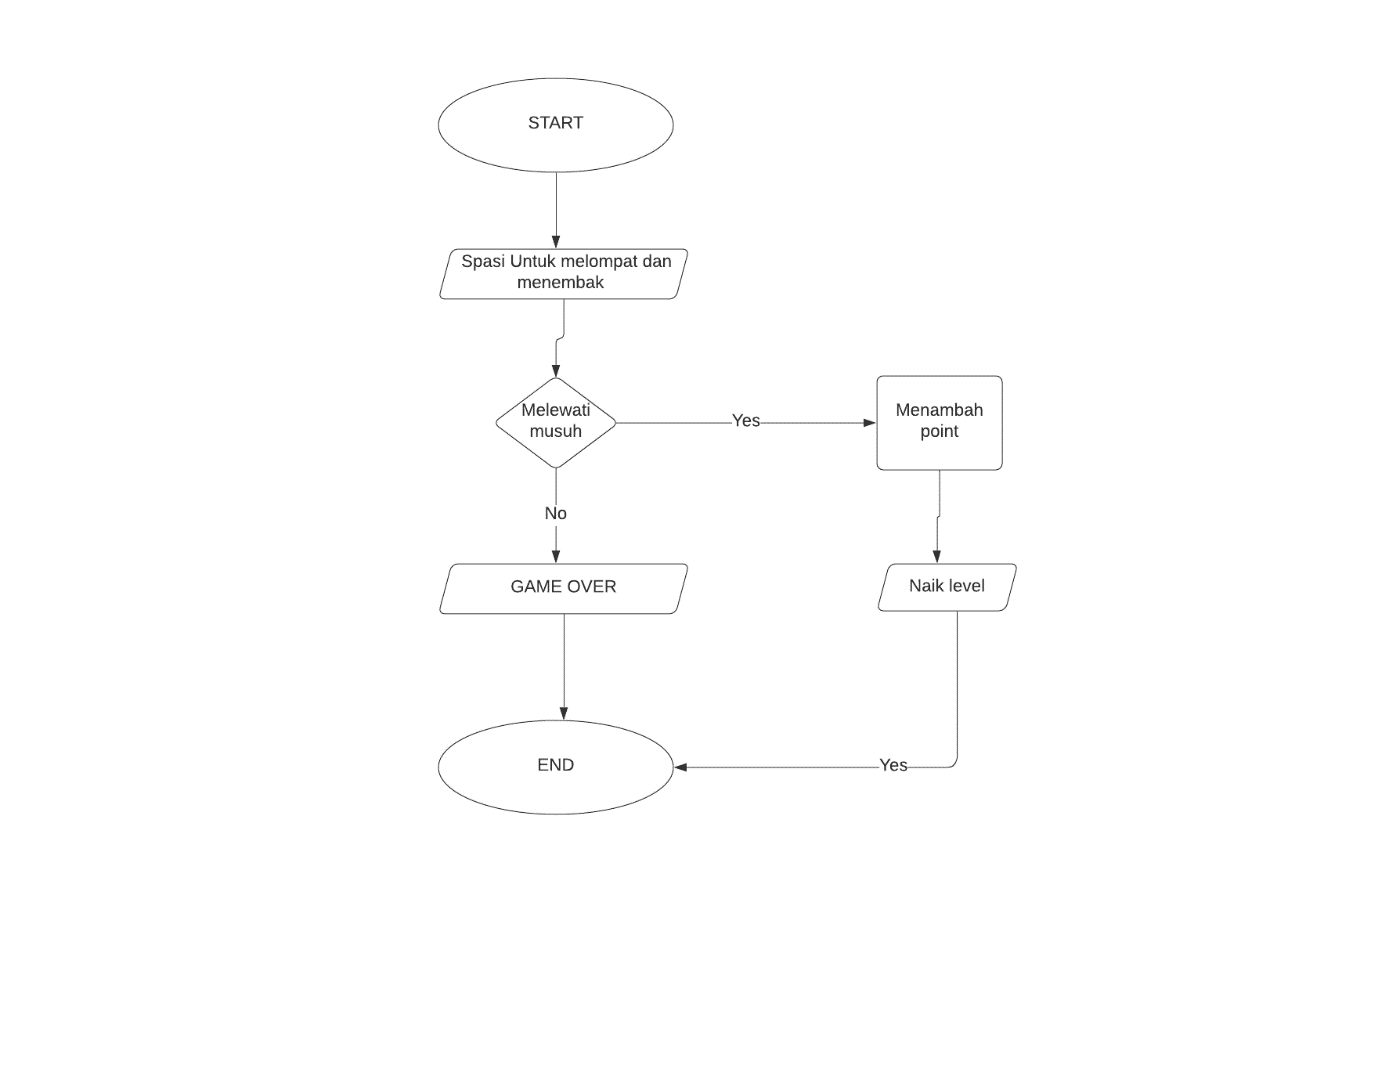 START
Spasi Untuk melompat dan
menembak
Melewati
musuh
Yes
Menambah
point
No
GAME OVER
Naik level
END
Yes